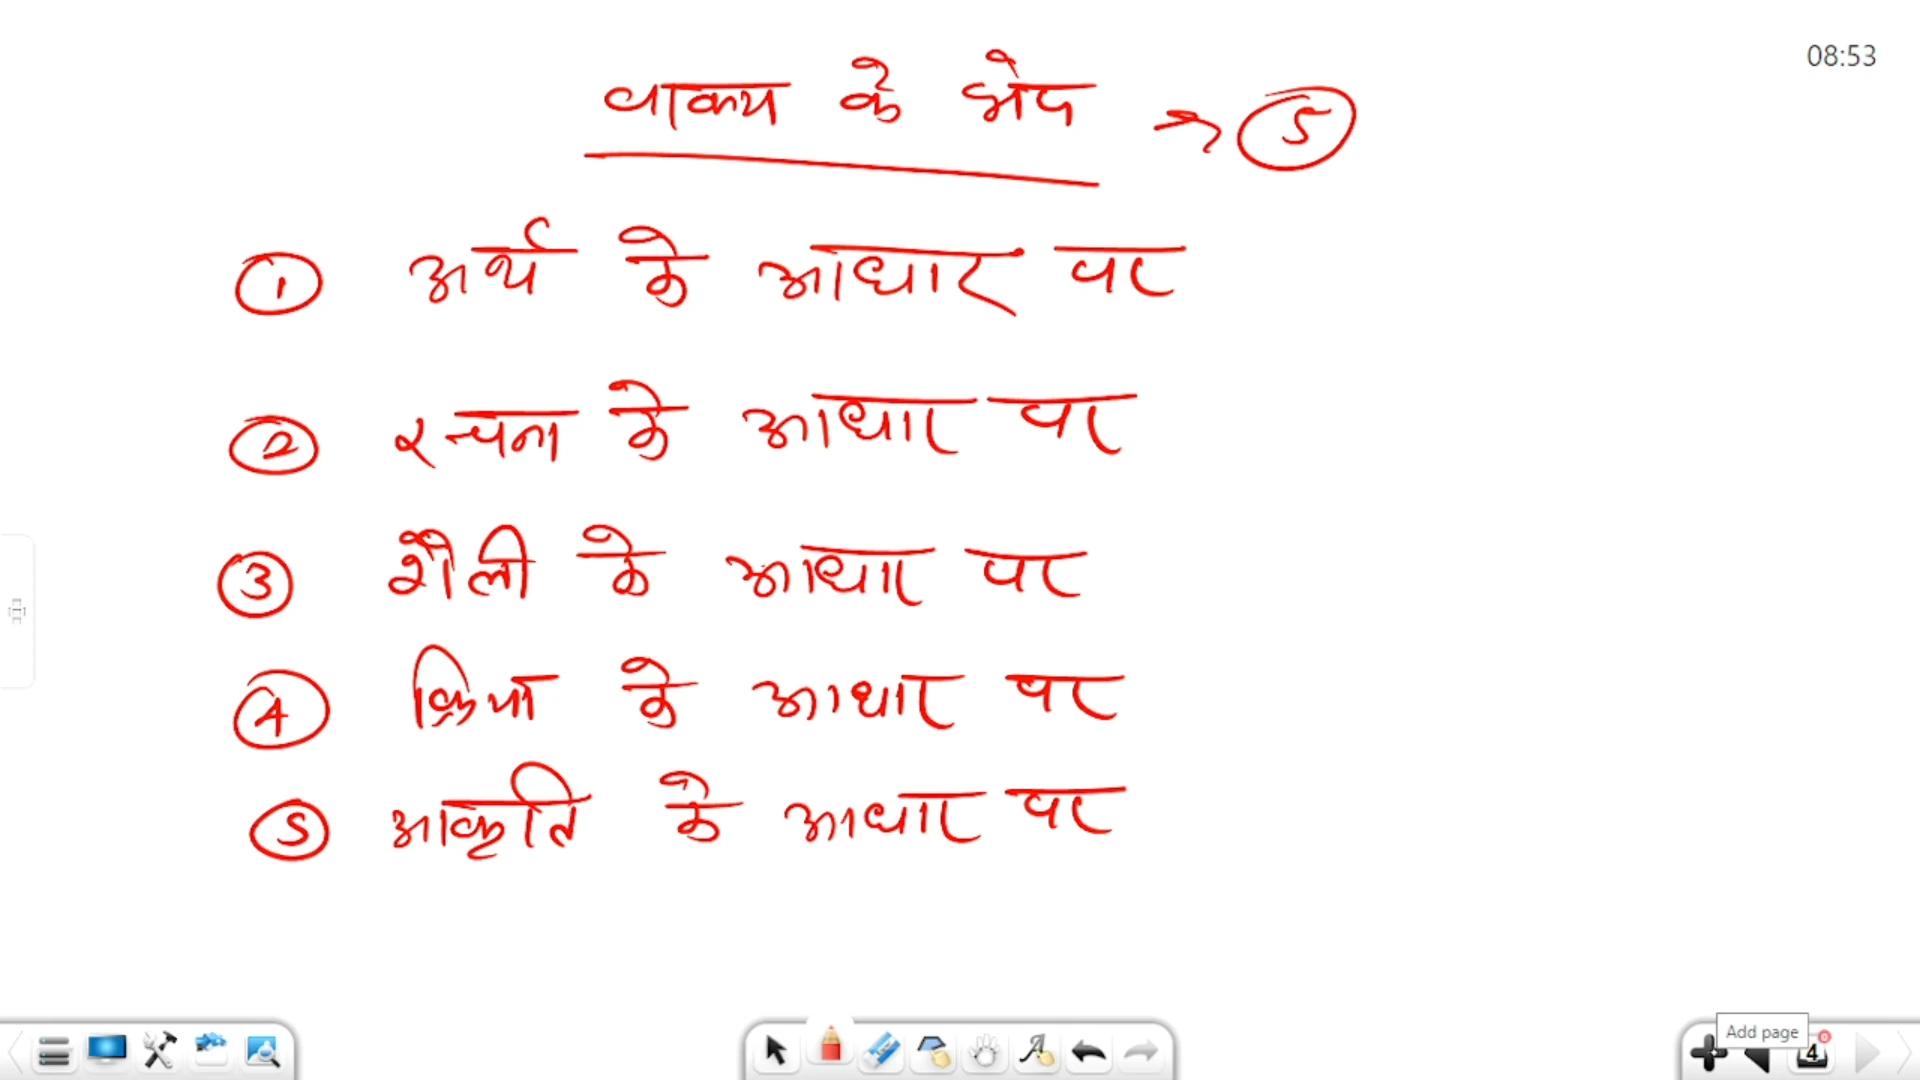 08:53
वाक्य के भेद → 5
1 अर्थ के आधार पर
2 रचना के आधार पर
3 शैली के आधार पर
4 क्रिया के आधार पर
5 आकृति के आधार पर
Add page
4
0